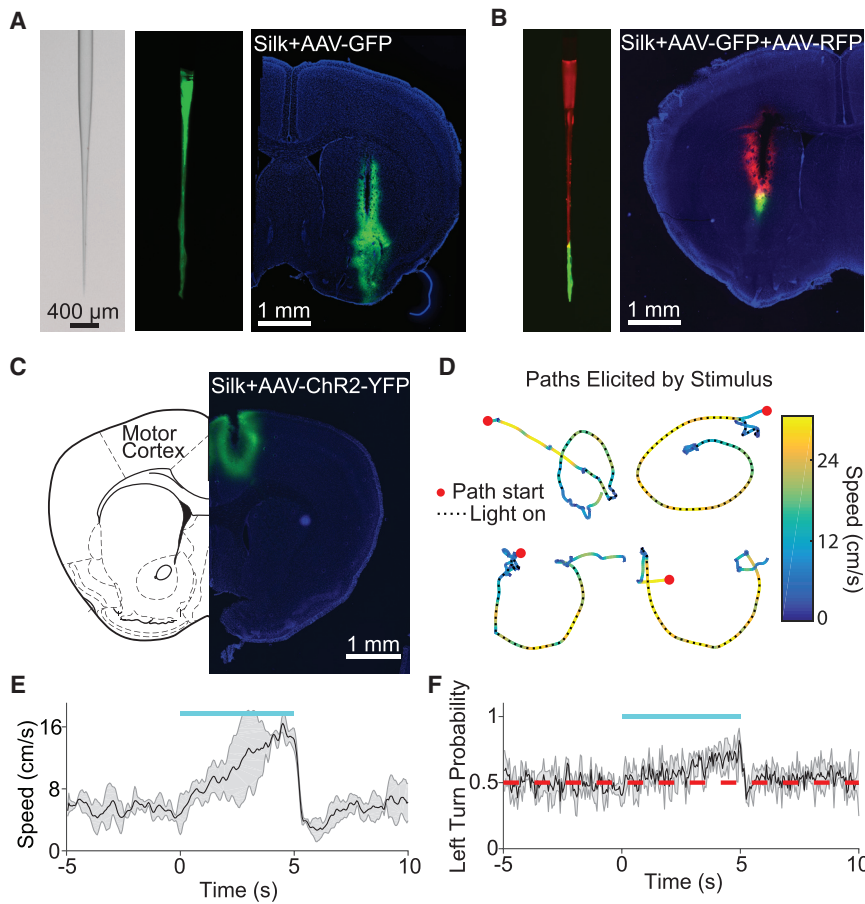 A
Silk+AAV-GFP
400 µm
1 mm
B
Silk+AAV-GFP+AAV-RFP
1 mm
C
Silk+AAV-ChR2-YFP
Motor
Cortex
1 mm
D
Paths Elicited by Stimulus
Path start
Light on
24
12
0
Speed (cm/s)
E
16
8
0
Speed (cm/s)
-5
0
5
10
Time (s)
F
1
0.5
0
Left Turn Probability
-5
0
5
10
Time (s)